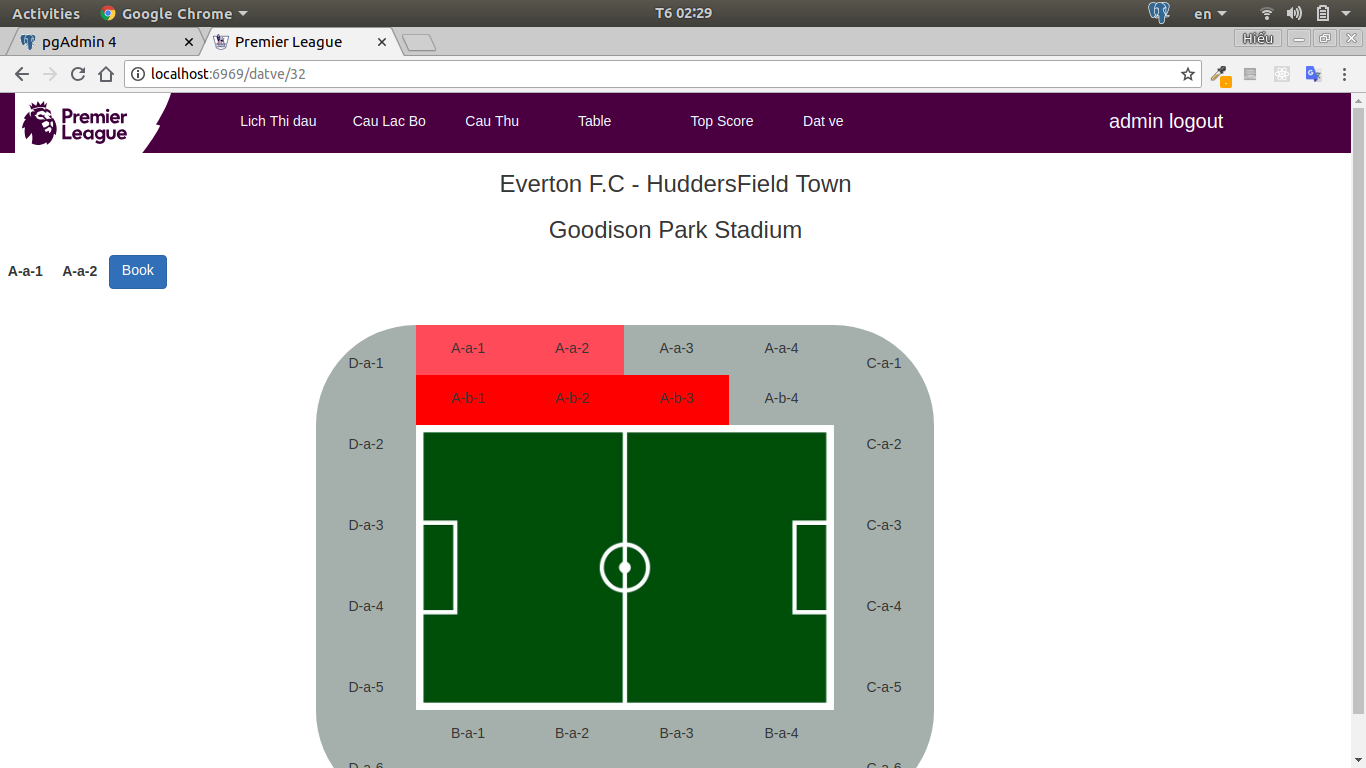 Activities Google Chrome T6 02:29 en
pgAdmin 4 Premier League Hiếu
localhost:6969/datve/32
Premier League Lich Thi dau Cau Lac Bo Cau Thu Table Top Score Dat ve admin logout
Everton F.C - HuddersField Town
Goodison Park Stadium
A-a-1 A-a-2 Book
A-a-1 A-a-2 A-a-3 A-a-4
D-a-1 C-a-1
A-b-1 A-b-2 A-b-3 A-b-4
D-a-2 C-a-2
D-a-3 C-a-3
D-a-4 C-a-4
D-a-5 C-a-5
B-a-1 B-a-2 B-a-3 B-a-4
D-a-6 C-a-6